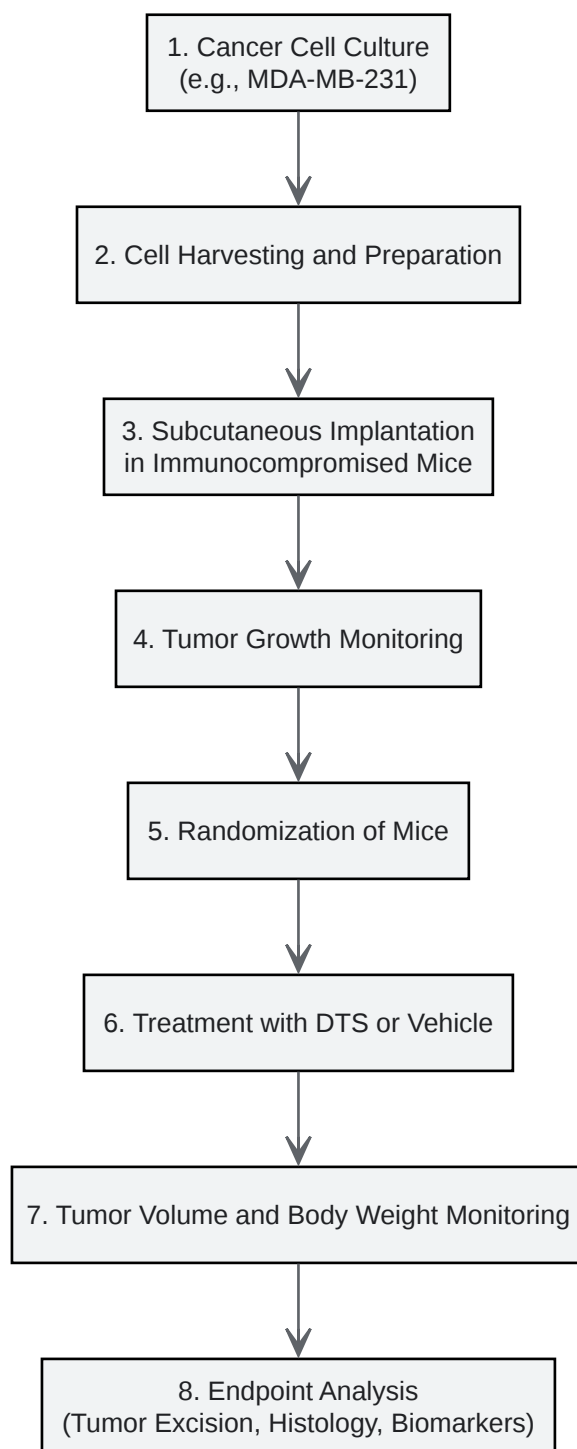 1. Cancer Cell Culture
(e.g., MDA-MB-231)
2. Cell Harvesting and Preparation
3. Subcutaneous Implantation
in Immunocompromised Mice
4. Tumor Growth Monitoring
5. Randomization of Mice
6. Treatment with DTS or Vehicle
7. Tumor Volume and Body Weight Monitoring
8. Endpoint Analysis
(Tumor Excision, Histology, Biomarkers)